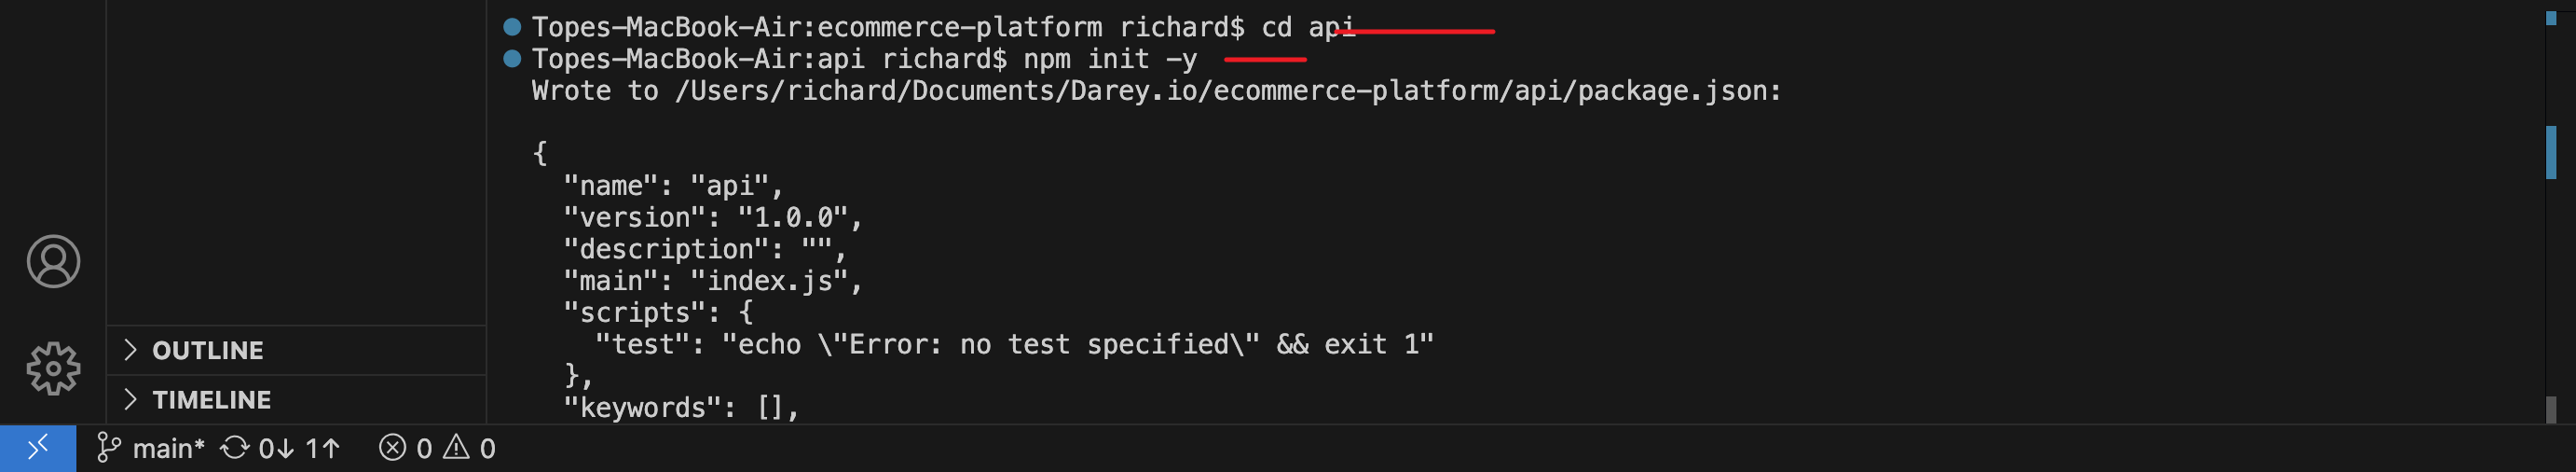 Topes-MacBook-Air:ecommerce-platform richard$ cd api
Topes-MacBook-Air:api richard$ npm init -y
Wrote to /Users/richard/Documents/Darey.io/ecommerce-platform/api/package.json:
{
"name": "api",
"version": "1.0.0",
"description": "",
"main": "index.js",
"scripts": {
"test": "echo \"Error: no test specified\" && exit 1"
},
"keywords": [],
OUTLINE
TIMELINE
main* 0↓ 1↑ 0 0